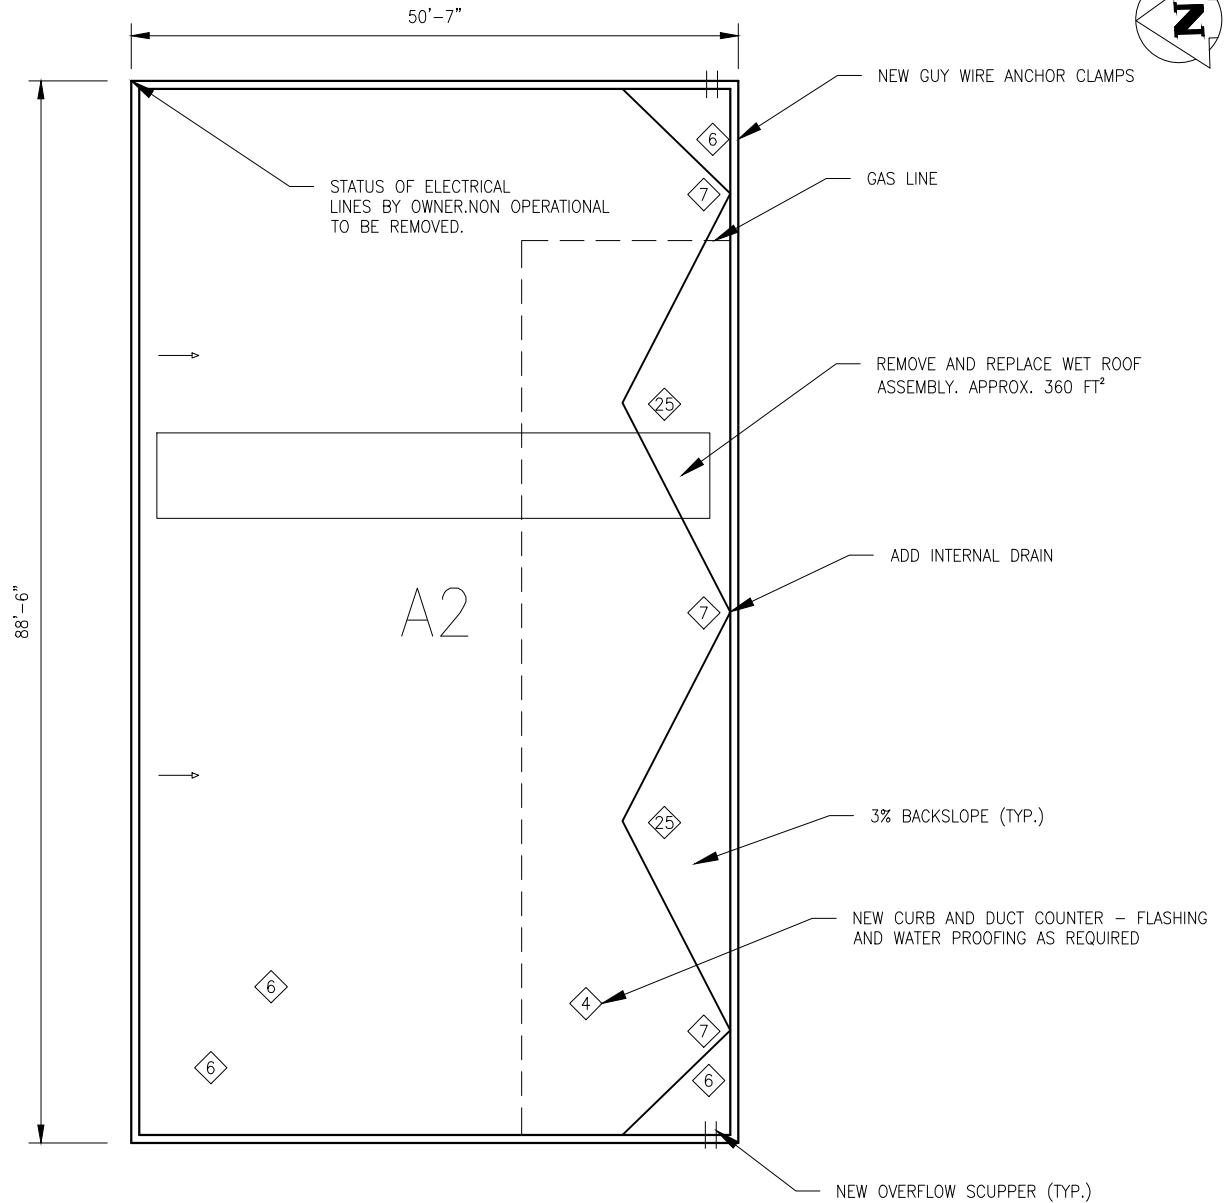 50'-7"
N
NEW GUY WIRE ANCHOR CLAMPS
6
GAS LINE
7
STATUS OF ELECTRICAL
LINES BY OWNER.NON OPERATIONAL
TO BE REMOVED.
REMOVE AND REPLACE WET ROOF
ASSEMBLY. APPROX. 360 FT²
25
ADD INTERNAL DRAIN
88'-6"
A2
7
3% BACKSLOPE (TYP.)
25
NEW CURB AND DUCT COUNTER – FLASHING
AND WATER PROOFING AS REQUIRED
6
4
7
6
6
NEW OVERFLOW SCUPPER (TYP.)